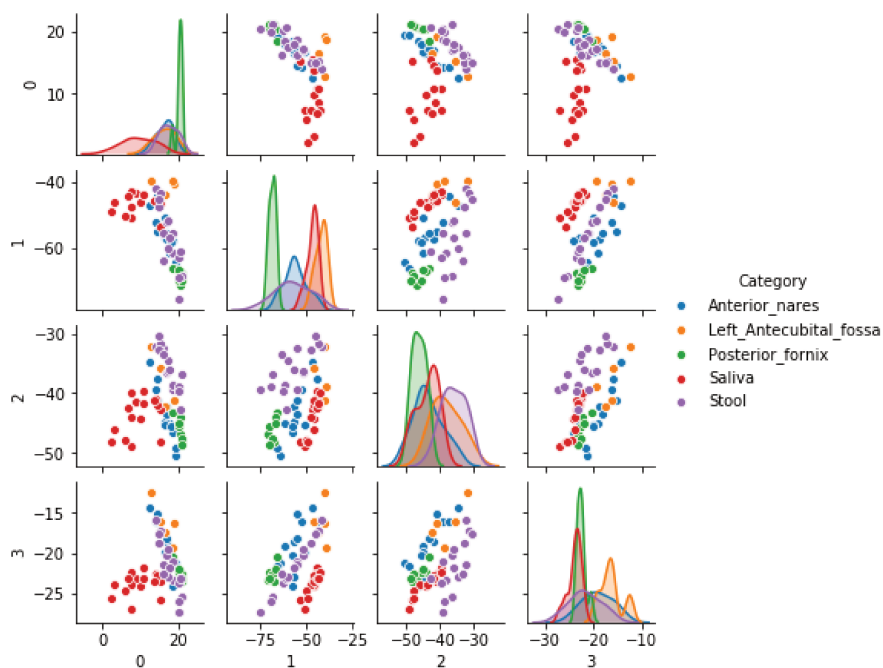 20
10
0
−40
−60
1
−30
−40
−50
2
−15
−20
−25
3
0 20
0
−75 −50 −25
1
−50 −40 −30
2
−30 −20 −10
3
Category
Anterior_nares
Left_Antecubital_fossa
Posterior_fornix
Saliva
Stool